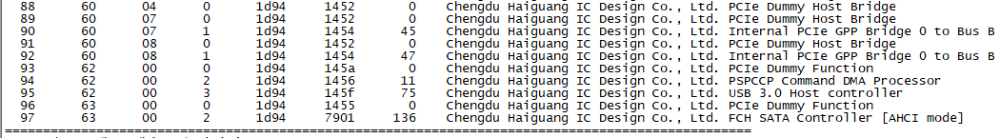 88 60 04 0 1d94 1452 0 Chengdu Haiguang IC Design Co., Ltd. PCIe Dummy Host Bridge
89 60 07 0 1d94 1452 0 Chengdu Haiguang IC Design Co., Ltd. PCIe Dummy Host Bridge
90 60 07 1 1d94 1454 45 Chengdu Haiguang IC Design Co., Ltd. Internal PCIe GPP Bridge 0 to Bus B
91 60 08 0 1d94 1452 0 Chengdu Haiguang IC Design Co., Ltd. PCIe Dummy Host Bridge
92 60 08 1 1d94 1454 47 Chengdu Haiguang IC Design Co., Ltd. Internal PCIe GPP Bridge 0 to Bus B
93 62 00 0 1d94 145a 0 Chengdu Haiguang IC Design Co., Ltd. PCIe Dummy Function
94 62 00 2 1d94 1456 11 Chengdu Haiguang IC Design Co., Ltd. PSPCCP Command DMA Processor
95 62 00 3 1d94 145f 75 Chengdu Haiguang IC Design Co., Ltd. USB 3.0 Host controller
96 63 00 0 1d94 1455 0 Chengdu Haiguang IC Design Co., Ltd. PCIe Dummy Function
97 63 00 2 1d94 7901 136 Chengdu Haiguang IC Design Co., Ltd. FCH SATA Controller [AHCI mode]